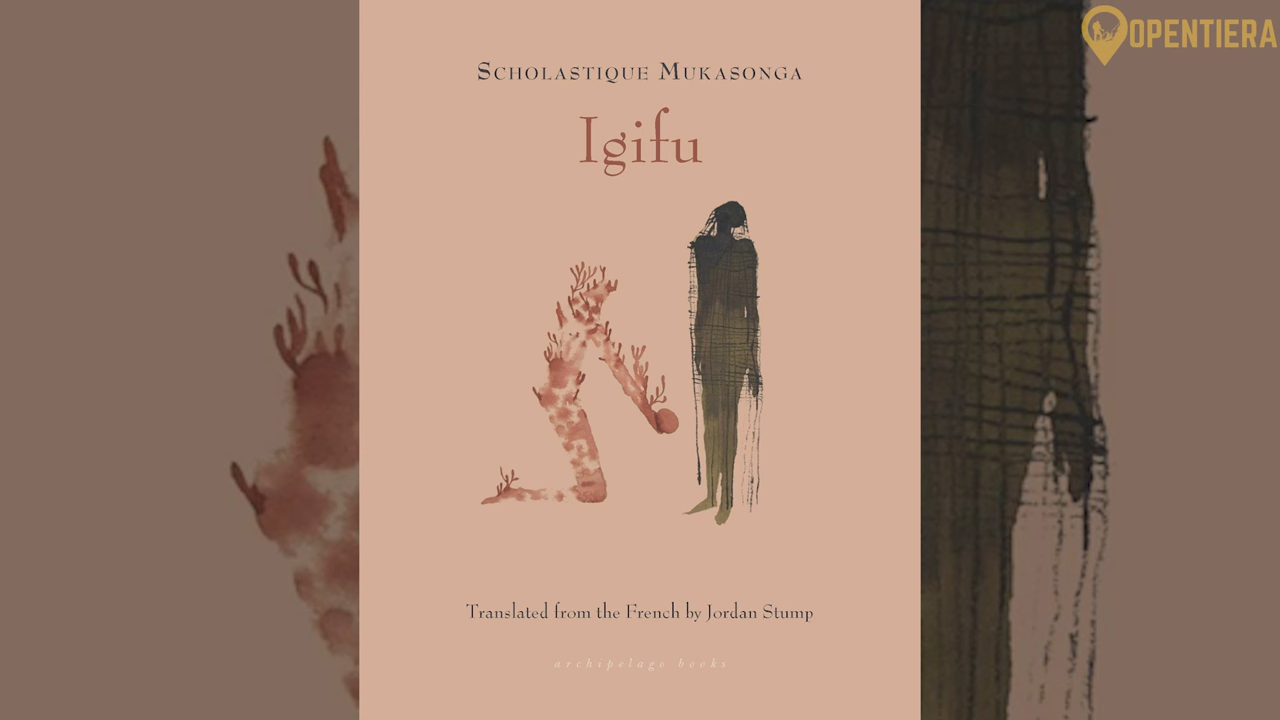 OPENTIERA
Scholastique Mukasonga
Igifu
Translated from the French by Jordan Stump
archipelago books